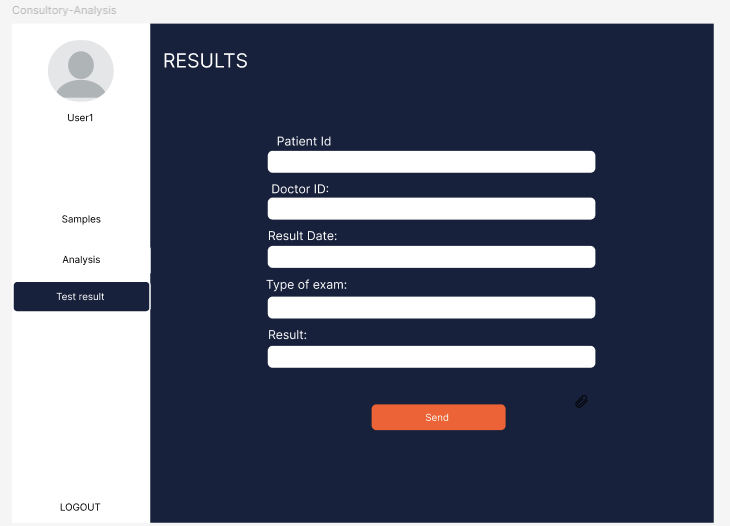 Consultory-Analysis
User1
Samples
Analysis
Test result
LOGOUT
RESULTS
Patient Id
Doctor ID:
Result Date:
Type of exam:
Result:
Send